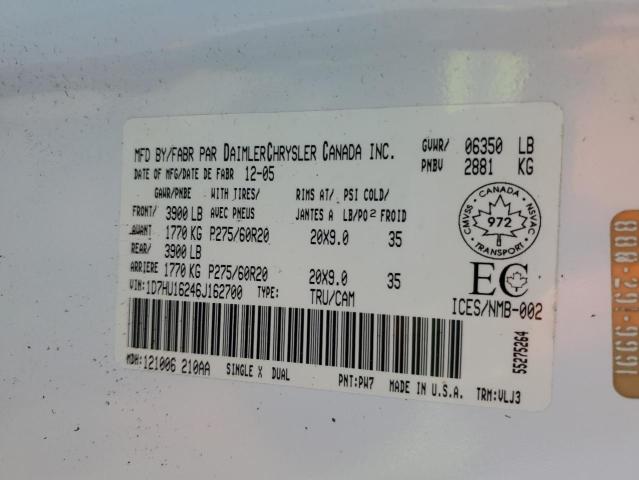 MFD BY/FABR PAR DAIMLERCHRYSLER CANADA INC.
DATE OF MFG/DATE DE FABR 12-05
GVWR/ 06350 LB
PNBV 2881 KG
GAWR/PNBE WITH TIRES/ RIMS AT/ PSI COLD/
FRONT/ 3900 LB AVEC PNEUS JANTES A LB/PO2 FROID
AVANT 1770 KG P275/60R20 20X9.0 35
REAR/ 3900 LB
ARRIERE 1770 KG P275/60R20 20X9.0 35
VIN: 1D7HU16246J162700 TYPE: TRU/CAM
CANADA
CMVSS 972 NSVAC
TRANSPORT
EC
ICES/NMB-002
MDH: 121006 210AA SINGLE X DUAL
PNT: PW7 MADE IN U.S.A. TRM: VLJ3
55275264